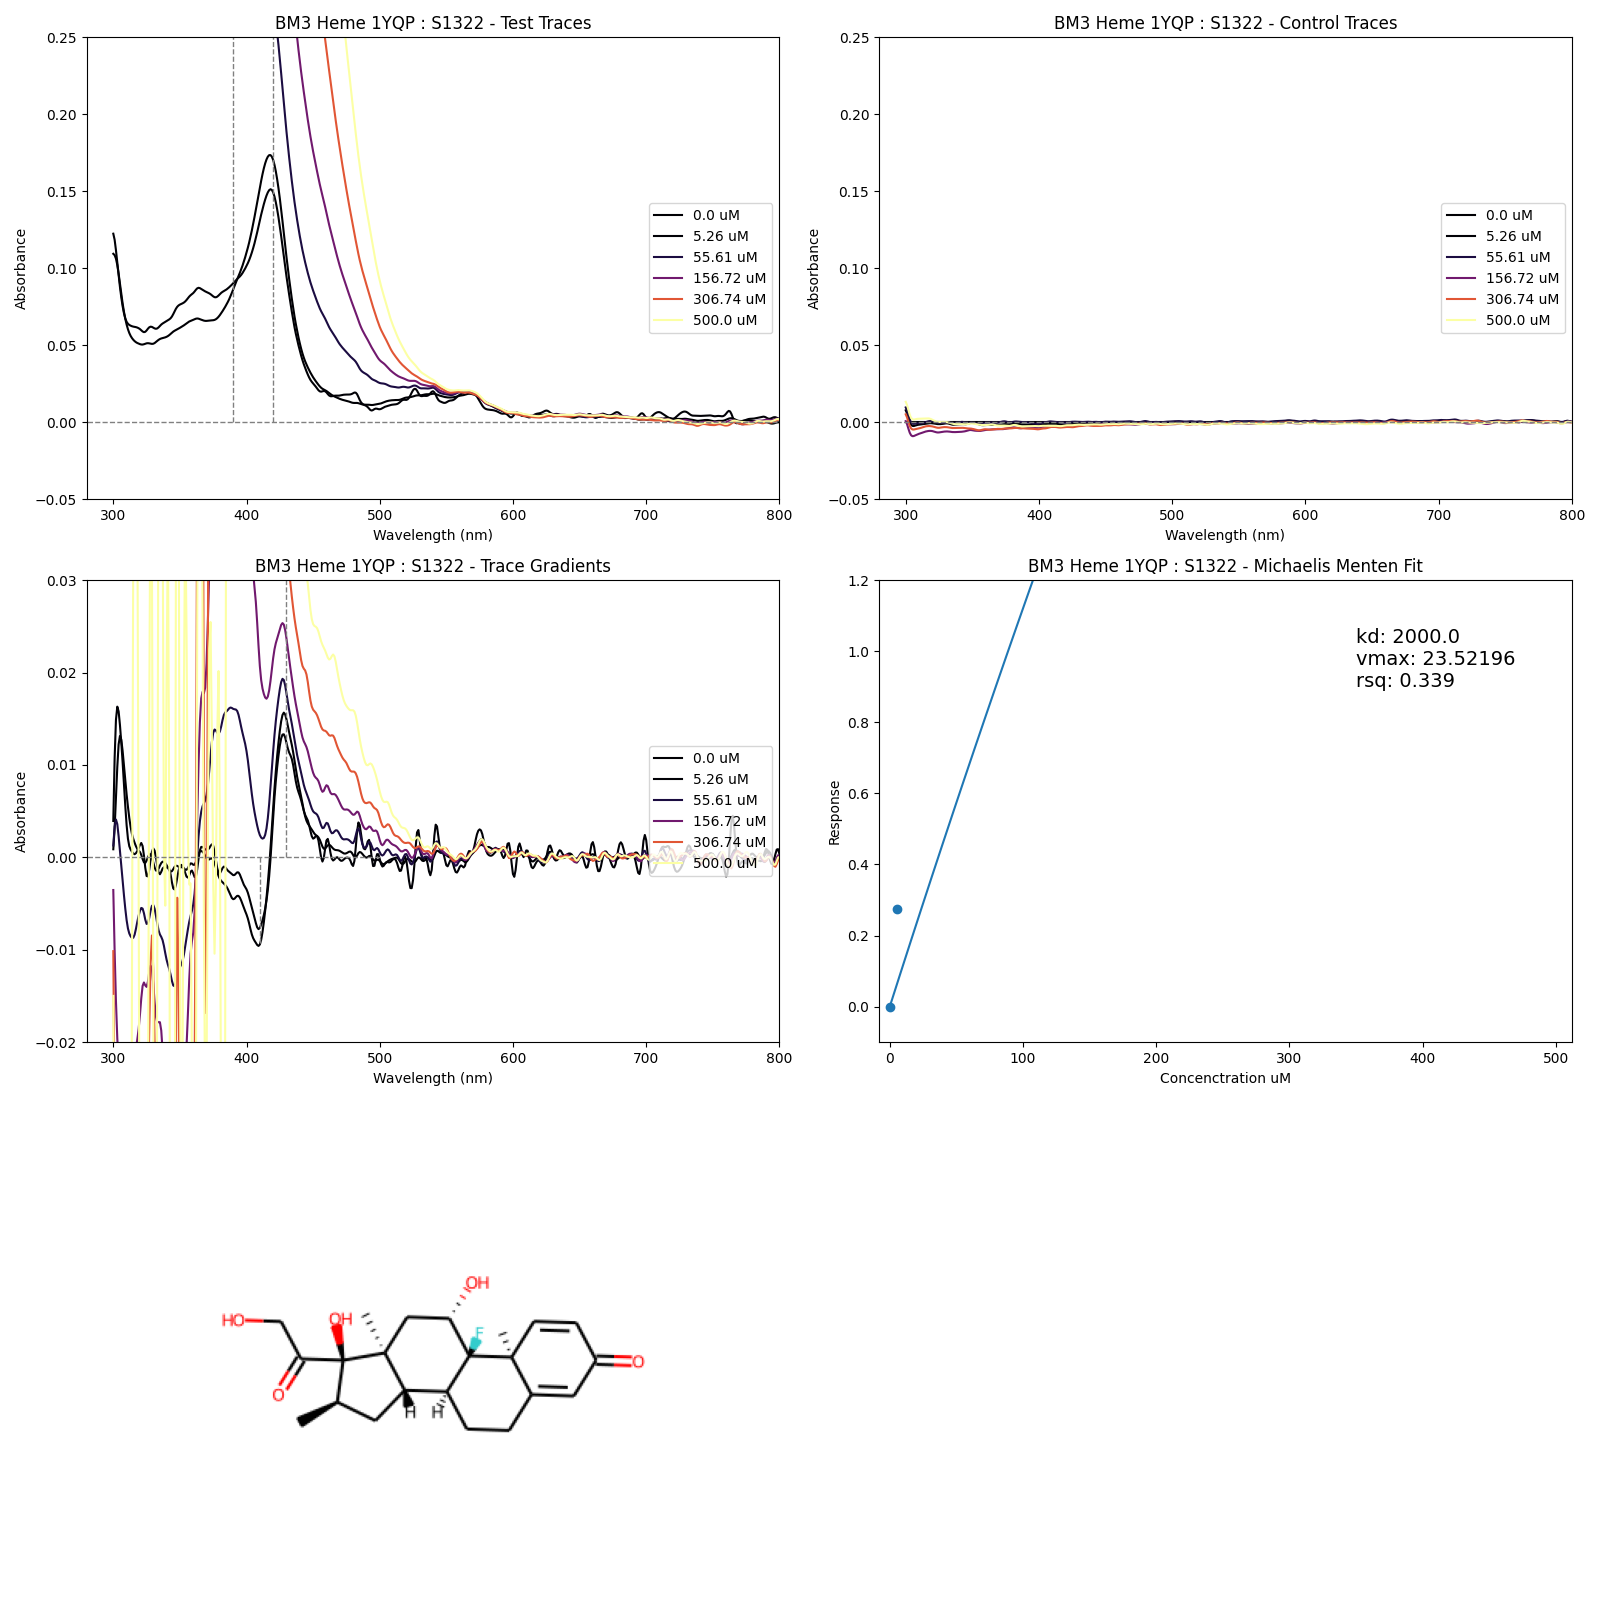 BM3 Heme 1YQP : S1322 - Test Traces
0.25
0.20
0.15
0.10
0.05
0.00
−0.05
Absorbance
300 400 500 600 700 800
Wavelength (nm)
0.0 uM
5.26 uM
55.61 uM
156.72 uM
306.74 uM
500.0 uM
BM3 Heme 1YQP : S1322 - Control Traces
0.25
0.20
0.15
0.10
0.05
0.00
−0.05
Absorbance
300 400 500 600 700 800
Wavelength (nm)
0.0 uM
5.26 uM
55.61 uM
156.72 uM
306.74 uM
500.0 uM
BM3 Heme 1YQP : S1322 - Trace Gradients
0.03
0.02
0.01
0.00
−0.01
−0.02
Absorbance
300 400 500 600 700 800
Wavelength (nm)
0.0 uM
5.26 uM
55.61 uM
156.72 uM
306.74 uM
500.0 uM
BM3 Heme 1YQP : S1322 - Michaelis Menten Fit
1.2
1.0
0.8
0.6
0.4
0.2
0.0
Response
0 100 200 300 400 500
Concenctration uM
kd: 2000.0
vmax: 23.52196
rsq: 0.339
OH
HO
OH
F
O
O
H
H